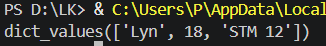 PS D:\LK> & C:\Users\P\AppData\Local
dict_values(['Lyn', 18, 'STM 12'])